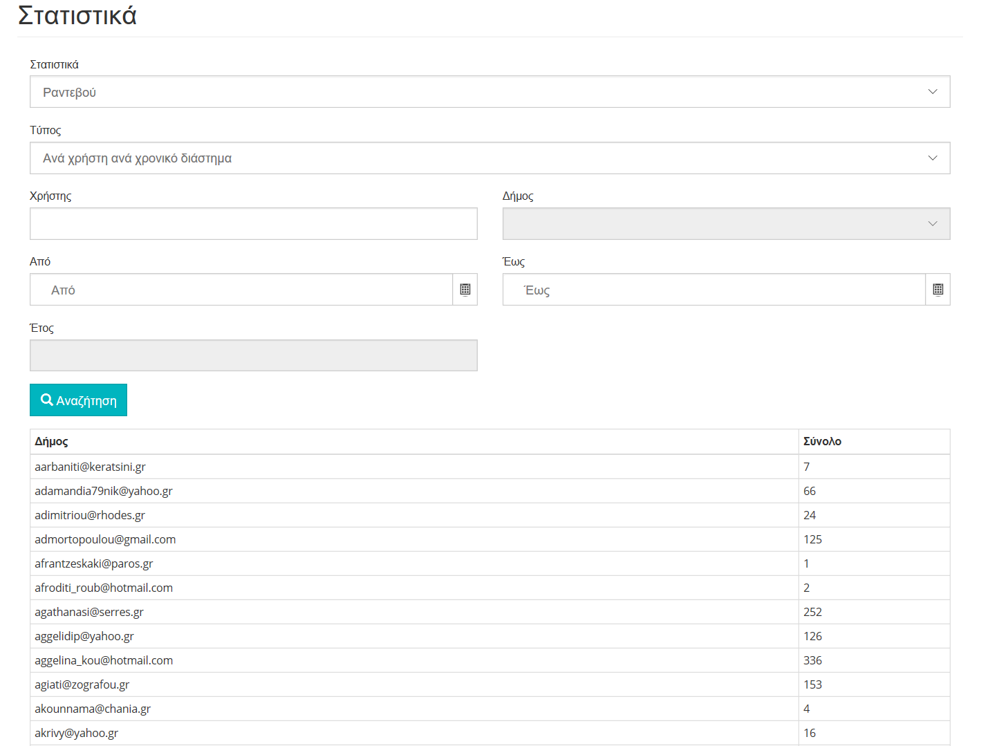 Στατιστικά
Στατιστικά
Ραντεβού
Τύπος
Ανά χρήστη ανά χρονικό διάστημα
Χρήστης Δήμος
Από Έως
Από Έως
Έτος
Αναζήτηση
Δήμος Σύνολο
aarbaniti@keratsini.gr 7
adamandia79nik@yahoo.gr 66
adimitriou@rhodes.gr 24
admortopoulou@gmail.com 125
afrantzeskaki@paros.gr 1
afroditi_roub@hotmail.com 2
agathanasi@serres.gr 252
aggelidip@yahoo.gr 126
aggelina_kou@hotmail.com 336
agiati@zografou.gr 153
akounnama@chania.gr 4
akrivy@yahoo.gr 16